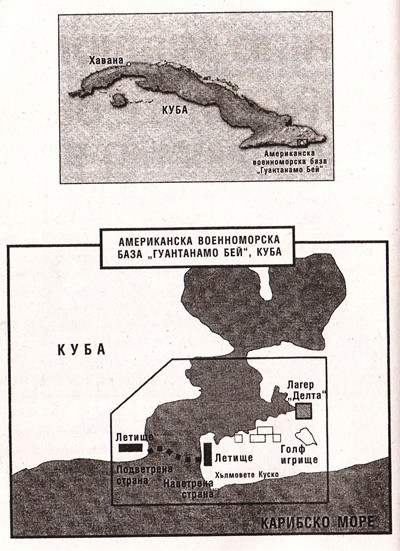 Хавана
КУБА
Американска
военноморска база
„Гуантанамо Бей“
АМЕРИКАНСКА ВОЕННОМОРСКА
БАЗА „ГУАНТАНАМО БЕЙ“, КУБА
КУБА
Лагер
„Делта“
Летище
Летище
Голф
игрище
Подветрена
страна
Наветрена
страна
Хълмовете Куско
КАРИБСКО МОРЕ